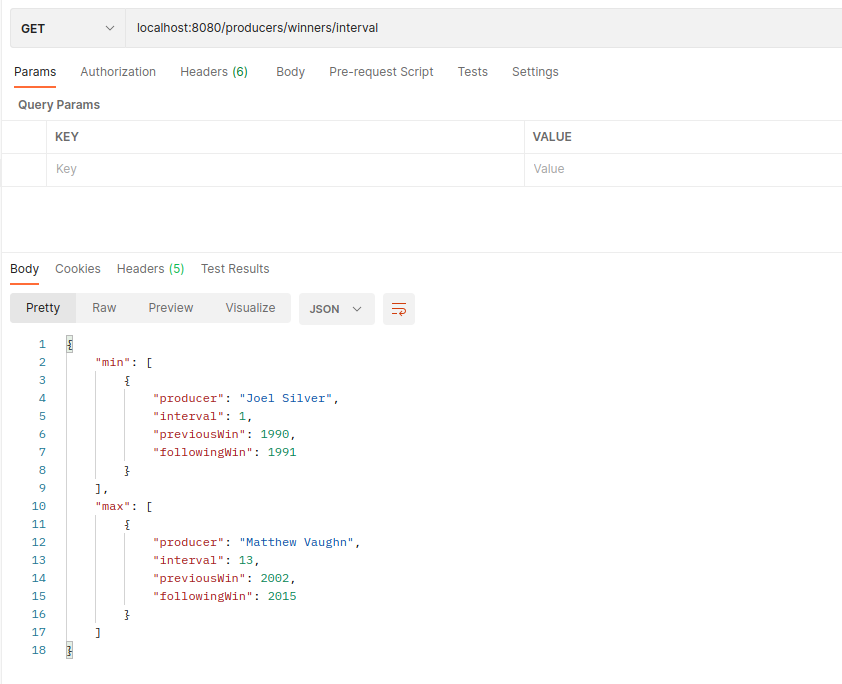 GET localhost:8080/producers/winners/interval
Params Authorization Headers (6) Body Pre-request Script Tests Settings
Query Params
KEY VALUE
Key Value
Body Cookies Headers (5) Test Results
Pretty Raw Preview Visualize JSON
1 {
2 "min": [
3 {
4 "producer": "Joel Silver",
5 "interval": 1,
6 "previousWin": 1990,
7 "followingWin": 1991
8 }
9 ],
10 "max": [
11 {
12 "producer": "Matthew Vaughn",
13 "interval": 13,
14 "previousWin": 2002,
15 "followingWin": 2015
16 }
17 ]
18 }